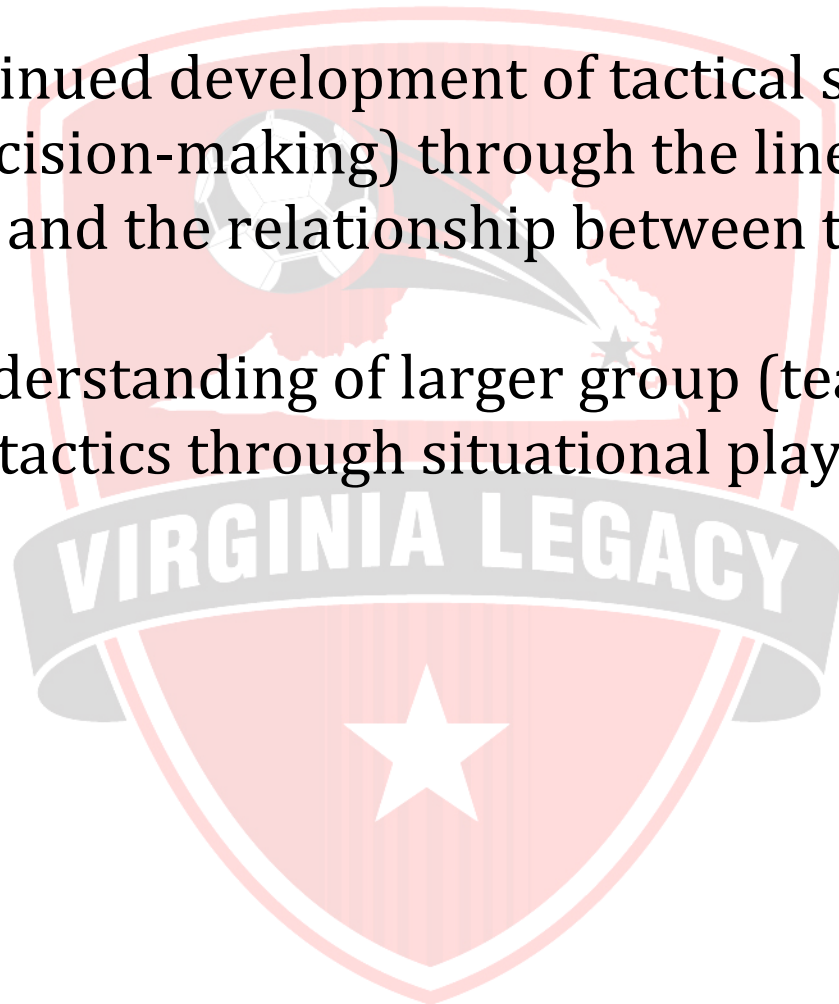 inued development of tactical s
cision-making) through the line
and the relationship between t
derstanding of larger group (tea
tactics through situational play
VIRGINIA LEGACY